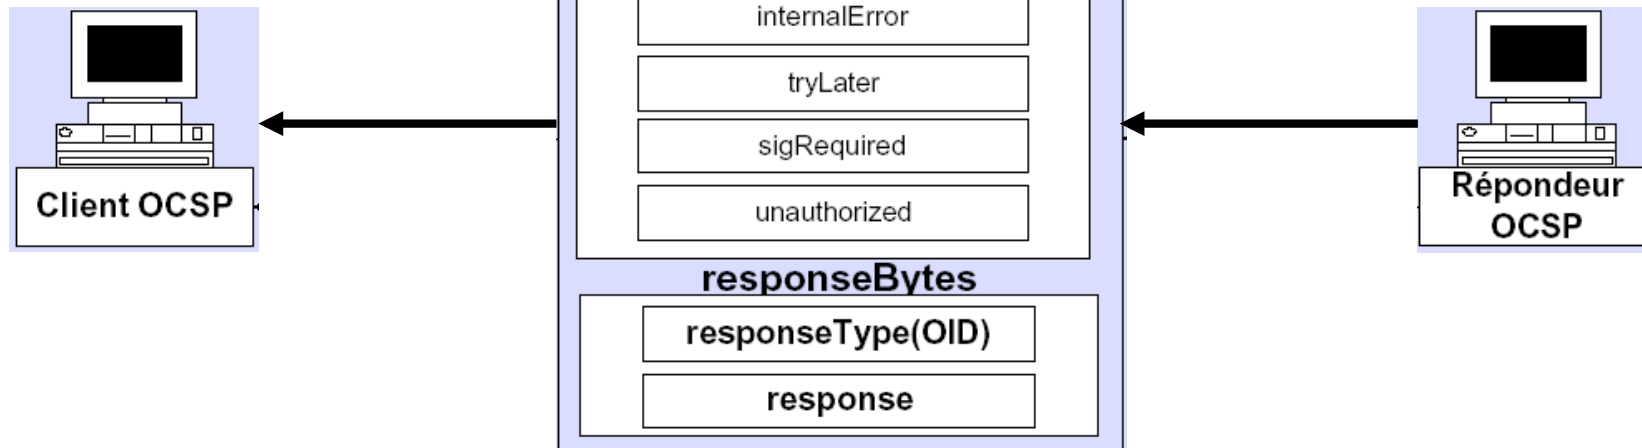 internalError
tryLater
sigRequired
unauthorized
Client OCSP
Répondeur
OCSP
responseBytes
responseType(OID)
response